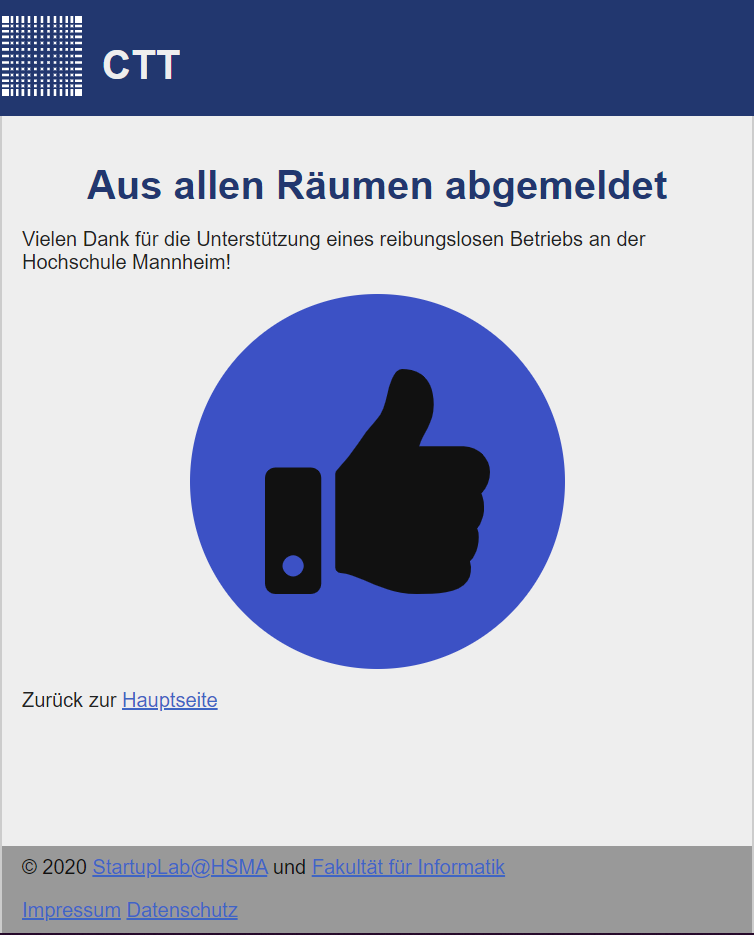 CTT
Aus allen Räumen abgemeldet
Vielen Dank für die Unterstützung eines reibungslosen Betriebs an der
Hochschule Mannheim!
Zurück zur Hauptseite
© 2020 StartupLab@HSMA und Fakultät für Informatik
Impressum Datenschutz